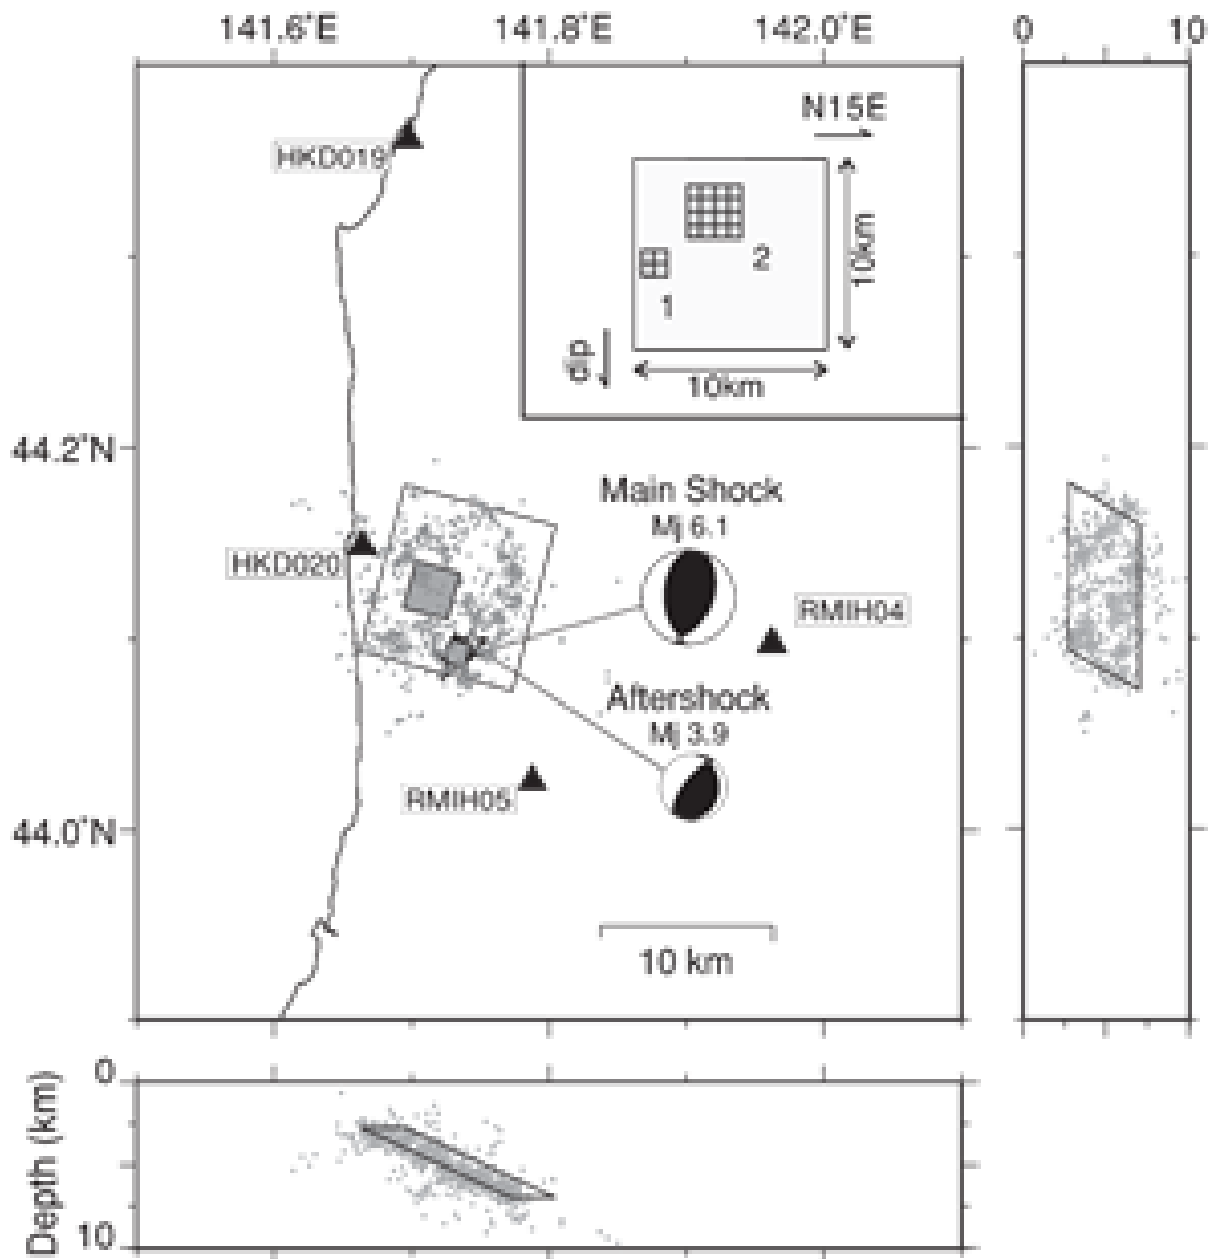 141.6°E 141.8°E 142.0°E 0 10
N15E
HKD019
2
10km
1
dip
10km
44.2°N
Main Shock
Mj 6.1
HKD020
RMIH04
Aftershock
Mj 3.9
RMIH05
44.0°N
10 km
0
Depth (km)
10